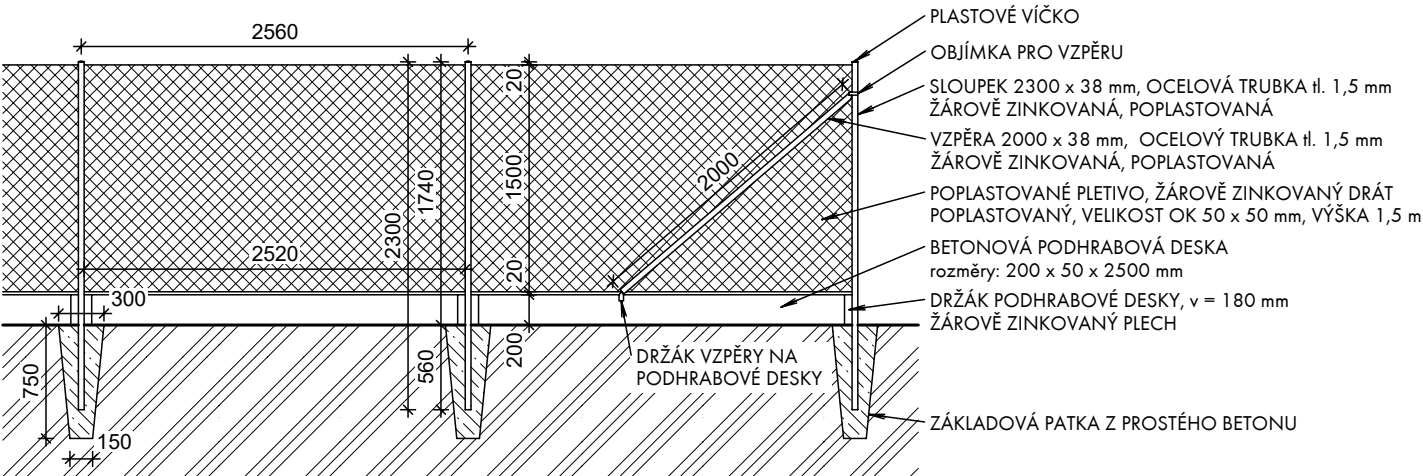 PLASTOVÉ VÍČKO
OBJÍMKA PRO VZPĚRU
SLOUPEK 2300 x 38 mm, OCELOVÁ TRUBKA tl. 1,5 mm
ŽÁROVĚ ZINKOVANÁ, POPLASTOVANÁ
VZPĚRA 2000 x 38 mm, OCELOVÝ TRUBKA tl. 1,5 mm
ŽÁROVĚ ZINKOVANÁ, POPLASTOVANÁ
POPLASTOVANÉ PLETIVO, ŽÁROVĚ ZINKOVANÝ DRÁT
POPLASTOVANÝ, VELIKOST OK 50 x 50 mm, VÝŠKA 1,5 m
BETONOVÁ PODHRABOVÁ DESKA
rozměry: 200 x 50 x 2500 mm
DRŽÁK PODHRABOVÉ DESKY, v = 180 mm
ŽÁROVĚ ZINKOVANÝ PLECH
DRŽÁK VZPĚRY NA
PODHRABOVÉ DESKY
ZÁKLADOVÁ PATKA Z PROSTÉHO BETONU
2560
20
1500
2000
1740
2300
2520
20
300
200
560
750
150